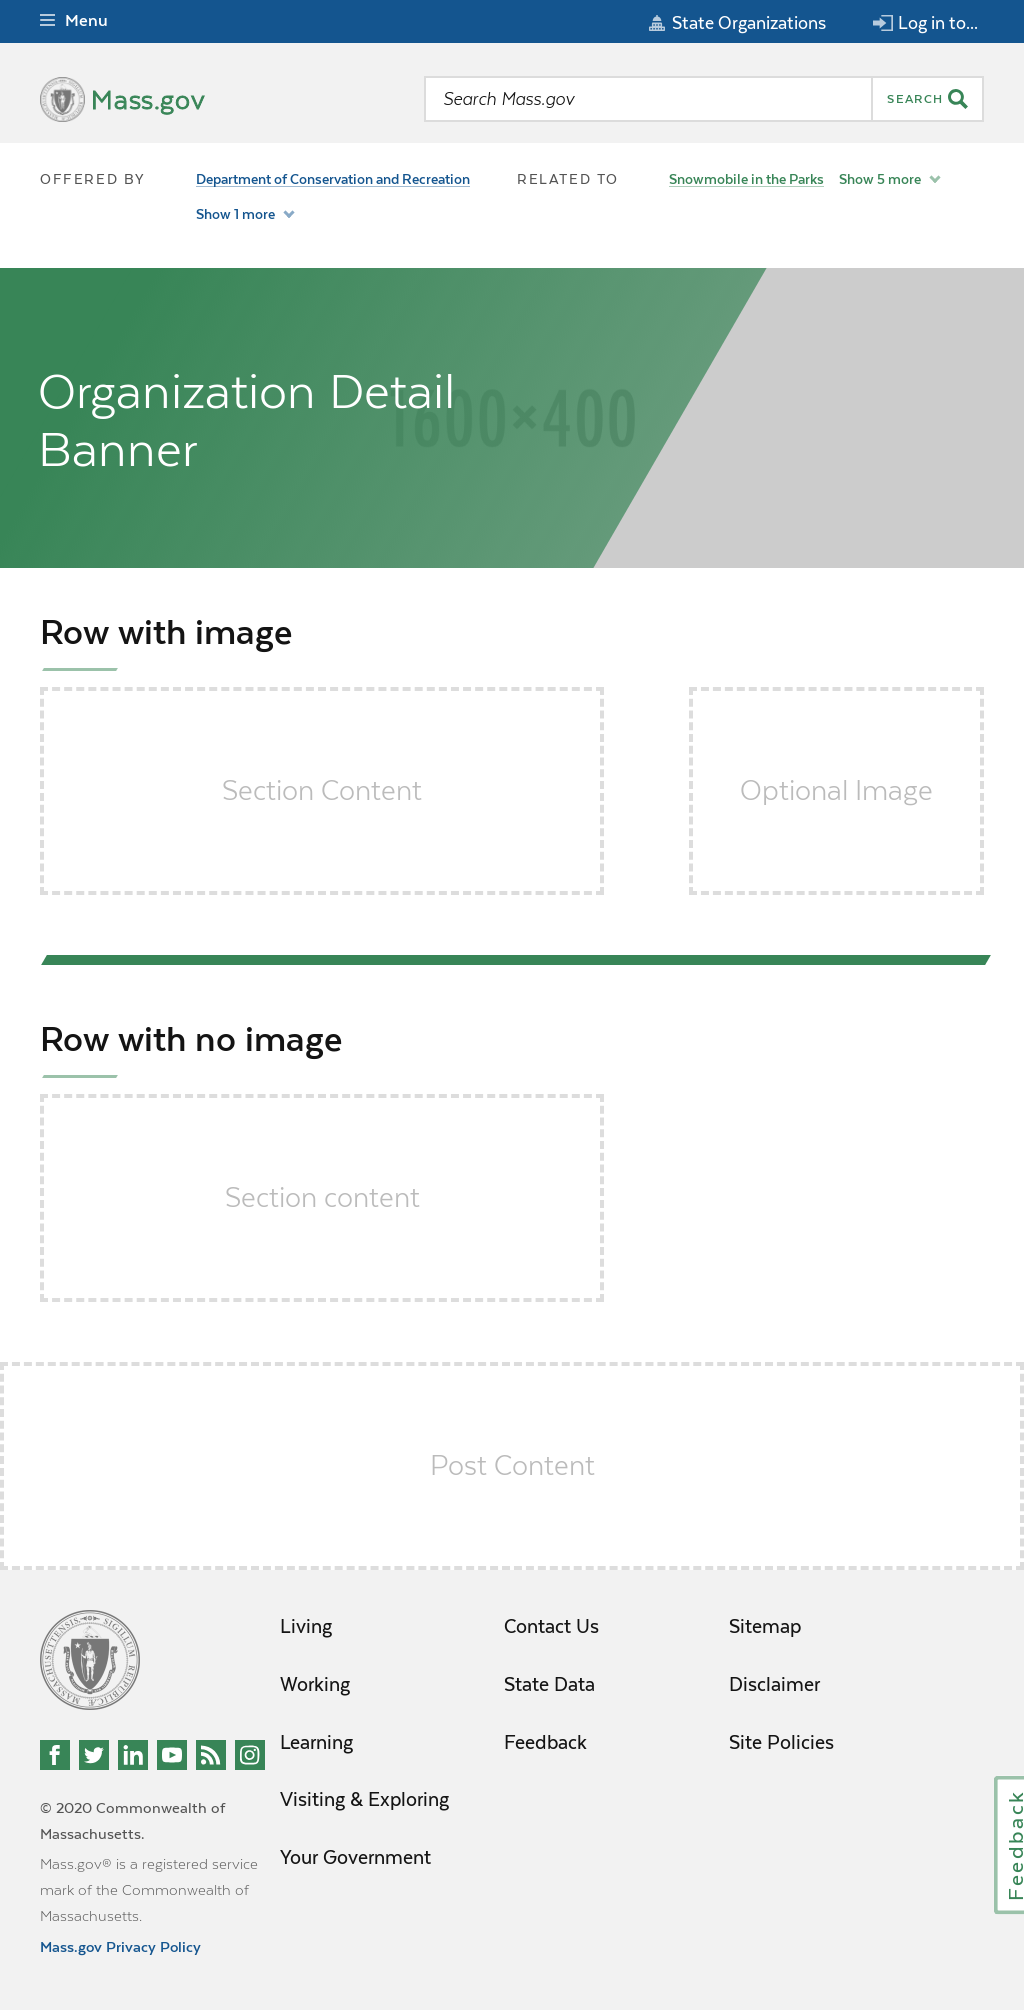 Menu
State Organizations
Log in to...
Mass.gov
Search Mass.gov
SEARCH
OFFERED BY
Department of Conservation and Recreation
Show 1 more
RELATED TO
Snowmobile in the Parks
Show 5 more
Organization Detail
Banner
1600×400
Row with image
Section Content
Optional Image
Row with no image
Section content
Post Content
Living
Working
Learning
Visiting & Exploring
Your Government
Contact Us
State Data
Feedback
Sitemap
Disclaimer
Site Policies
© 2020 Commonwealth of
Massachusetts.
Mass.gov® is a registered service
mark of the Commonwealth of
Massachusetts.
Mass.gov Privacy Policy
Feedback